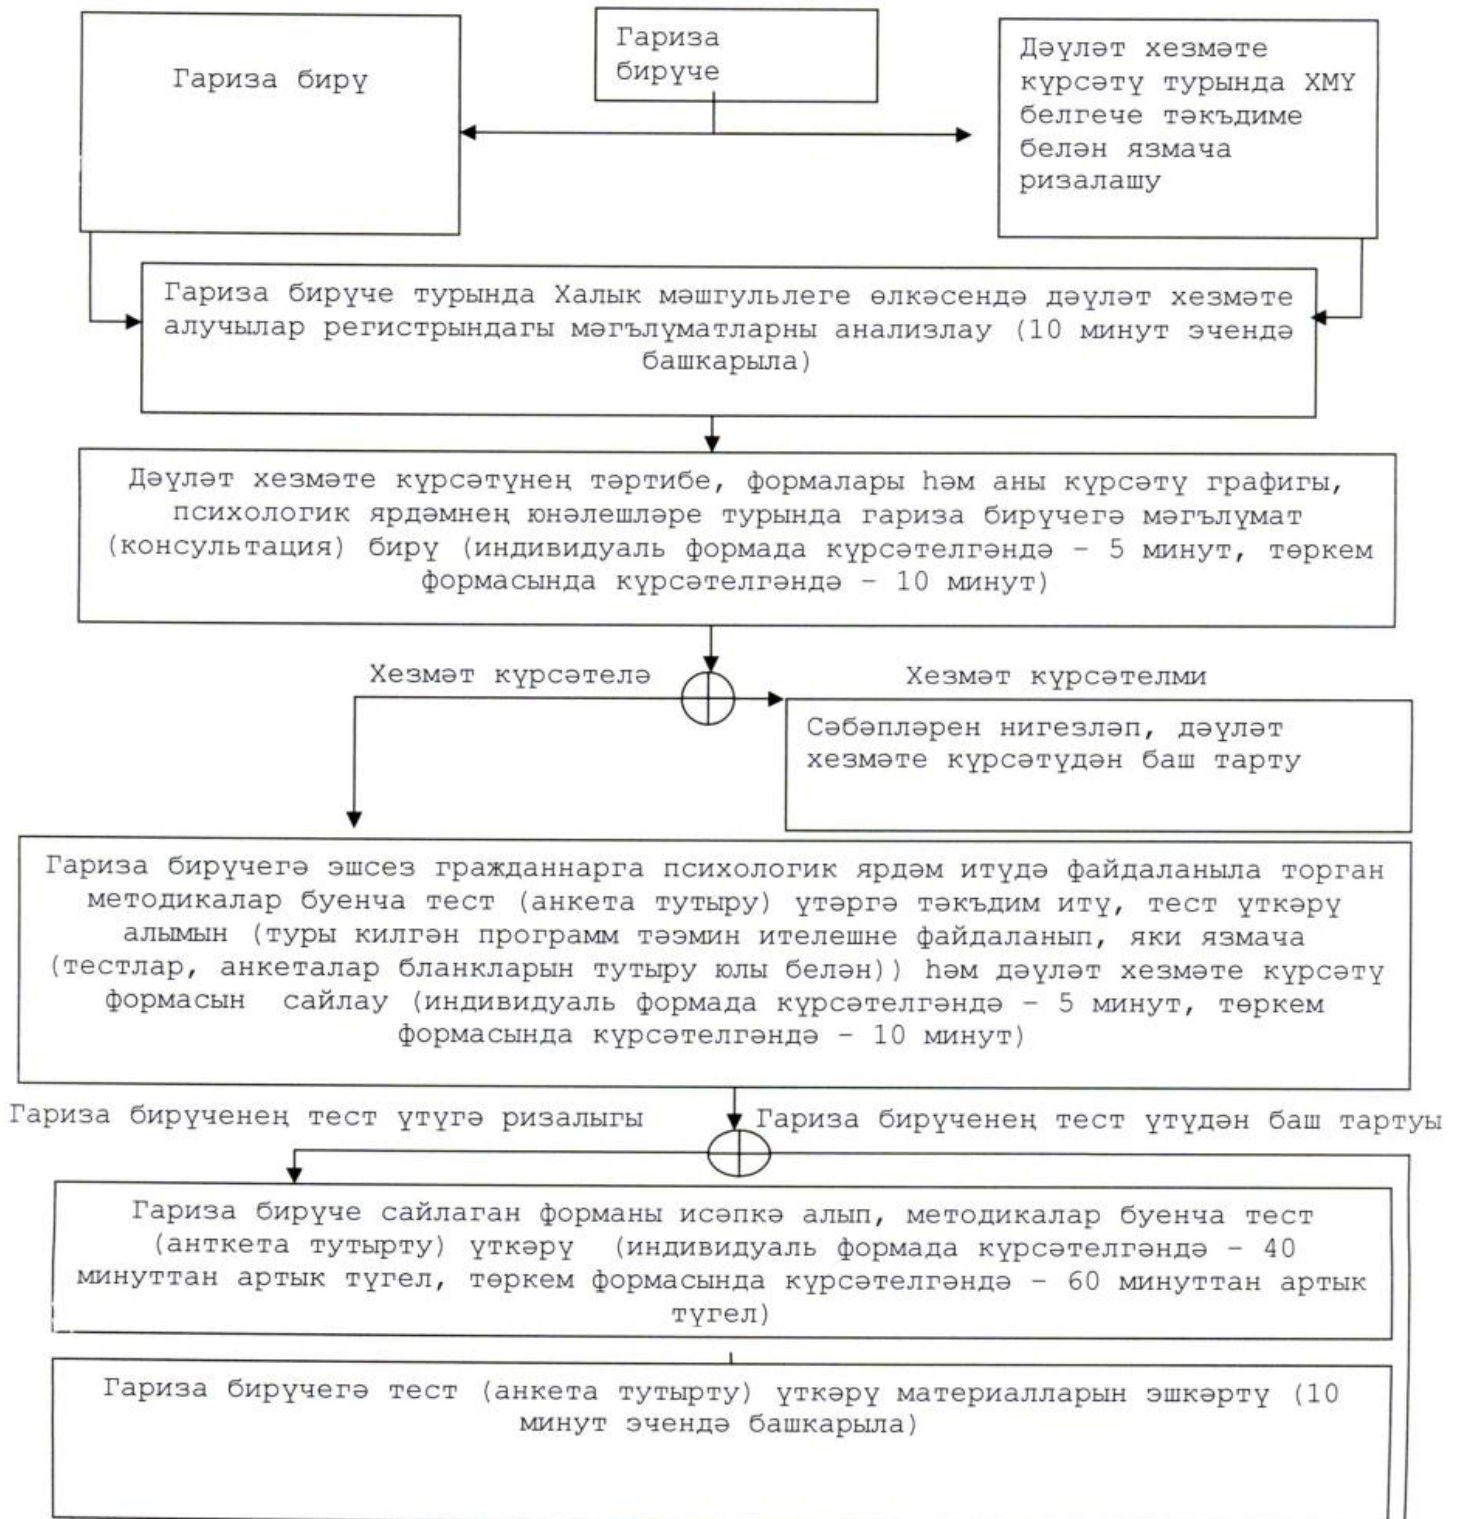 Гариза бирү
Гариза
бирүче
Дәүләт хезмәте
күрсәтү турында ХМҮ
белгече тәкъдиме
белән язмача
ризалашу
Гариза бирүче турында Халык мәшгульлеге өлкәсендә дәүләт хезмәте
алучылар регистрындагы мәгълүматларны анализлау (10 минут эчендә
башкарыла)
Дәүләт хезмәте күрсәтүнең тәртибе, формалары һәм аны күрсәтү графигы,
психологик ярдәмнең юнәлешләре турында гариза бирүчегә мәгълүмат
(консультация) бирү (индивидуаль формада күрсәтелгәндә – 5 минут, төркем
формасында күрсәтелгәндә – 10 минут)
Хезмәт күрсәтелә
Хезмәт күрсәтелми
Сәбәпләрен нигезләп, дәүләт
хезмәте күрсәтүдән баш тарту
Гариза бирүчегә эшсез гражданнарга психологик ярдәм итүдә файдаланыла торган
методикалар буенча тест (анкета тутыру) үтәргә тәкъдим итү, тест үткәрү
алымын (туры килгән программ тәэмин ителешне файдаланып, яки язмача
(тестлар, анкеталар бланкларын тутыру юлы белән)) һәм дәүләт хезмәте күрсәтү
формасын сайлау (индивидуаль формада күрсәтелгәндә – 5 минут, төркем
формасында күрсәтелгәндә – 10 минут)
Гариза бирүченең тест үтүгә ризалыгы
Гариза бирүченең тест үтүдән баш тартуы
Гариза бирүче сайлаган форманы исәпкә алып, методикалар буенча тест
(анткета тутырту) үткәрү (индивидуаль формада күрсәтелгәндә – 40
минуттан артык түгел, төркем формасында күрсәтелгәндә – 60 минуттан артык
түгел)
Гариза бирүчегә тест (анкета тутырту) үткәрү материалларын эшкәртү (10
минут эчендә башкарыла)